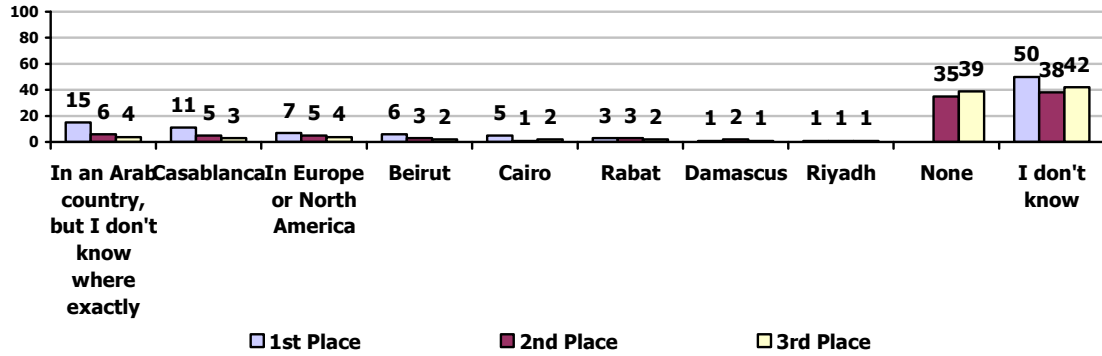 100
80
60
40
20
0
15 6 4
11 5 3
7 5 4
6 3 2
5 1 2
3 3 2
1 2 1
1 1 1
35 39
50 38 42
In an Arab
country,
but I don't
know
where
exactly
Casablanca
In Europe
or North
America
Beirut
Cairo
Rabat
Damascus
Riyadh
None
I don't
know
1st Place
2nd Place
3rd Place